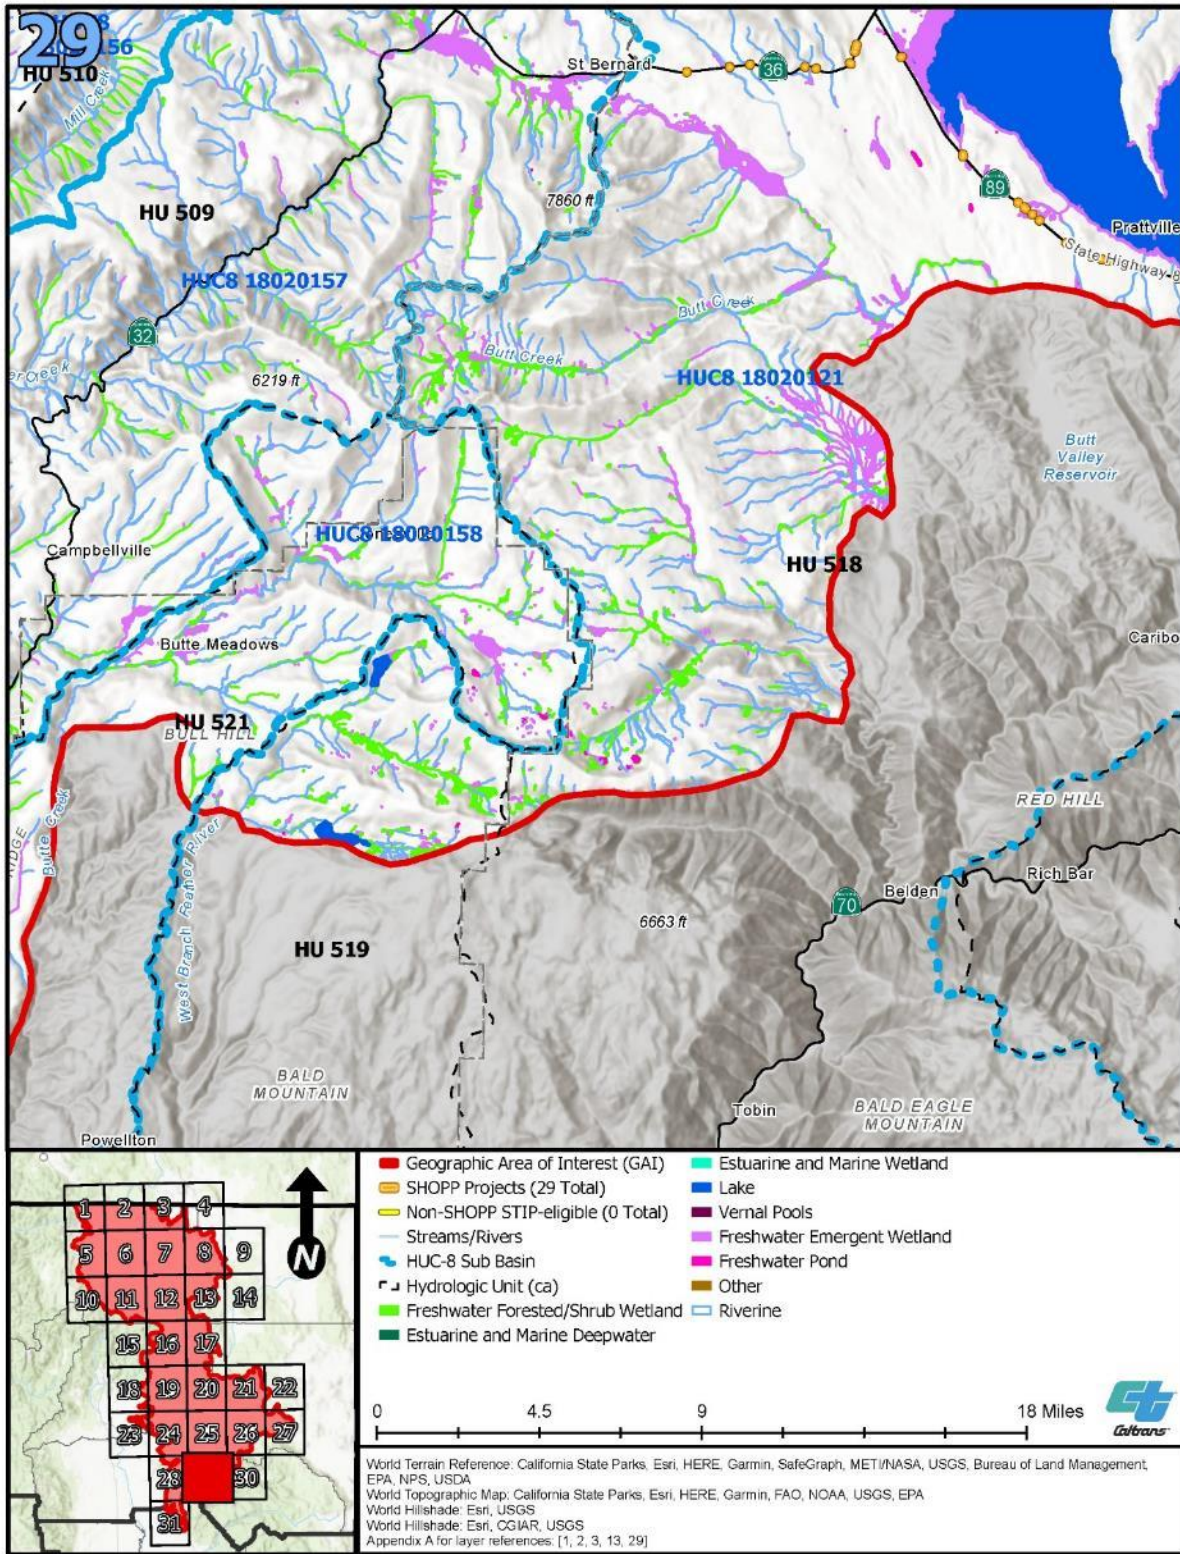 29
156
HU 510
Mill Creek
St Bernard
36
HU 509
7860 ft
89
Prattville
State Highway 8
HUC8 18020157
32
Butt Creek
Butt Creek
er Creek
6219 ft
HUC8 18020121
Butt
Valley
Reservoir
HUC8 18020158
Campbellville
HU 518
Butte Meadows
Caribo
HU 521
BULL HILL
RIDGE
Butte Creek
West Branch Feather River
RED HILL
Rich Bar
Belden
70
6663 ft
HU 519
BALD
MOUNTAIN
Tobin
BALD EAGLE
MOUNTAIN
Powellton
1 2 3 4
5 6 7 8 9
10 11 12 13 14
15 16 17
18 19 20 21 22
23 24 25 26 27
28 30
31
N
Geographic Area of Interest (GAI)
SHOPP Projects (29 Total)
Non-SHOPP STIP-eligible (0 Total)
Streams/Rivers
HUC-8 Sub Basin
Hydrologic Unit (ca)
Freshwater Forested/Shrub Wetland
Estuarine and Marine Deepwater
Estuarine and Marine Wetland
Lake
Vernal Pools
Freshwater Emergent Wetland
Freshwater Pond
Other
Riverine
0 4.5 9 18 Miles
ct
Caltrans
World Terrain Reference: California State Parks, Esri, HERE, Garmin, SafeGraph, METI/NASA, USGS, Bureau of Land Management,
EPA, NPS, USDA
World Topographic Map: California State Parks, Esri, HERE, Garmin, FAO, NOAA, USGS, EPA
World Hillshade: Esri, USGS
World Hillshade: Esri, CGIAR, USGS
Appendix A for layer references: [1, 2, 3, 13, 29]